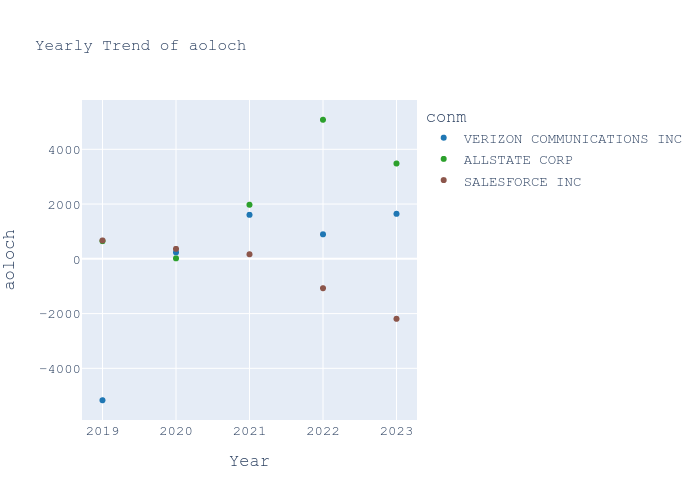 Yearly Trend of aoloch
conm
VERIZON COMMUNICATIONS INC
ALLSTATE CORP
SALESFORCE INC
aoloch
4000
2000
0
−2000
−4000
2019 2020 2021 2022 2023
Year